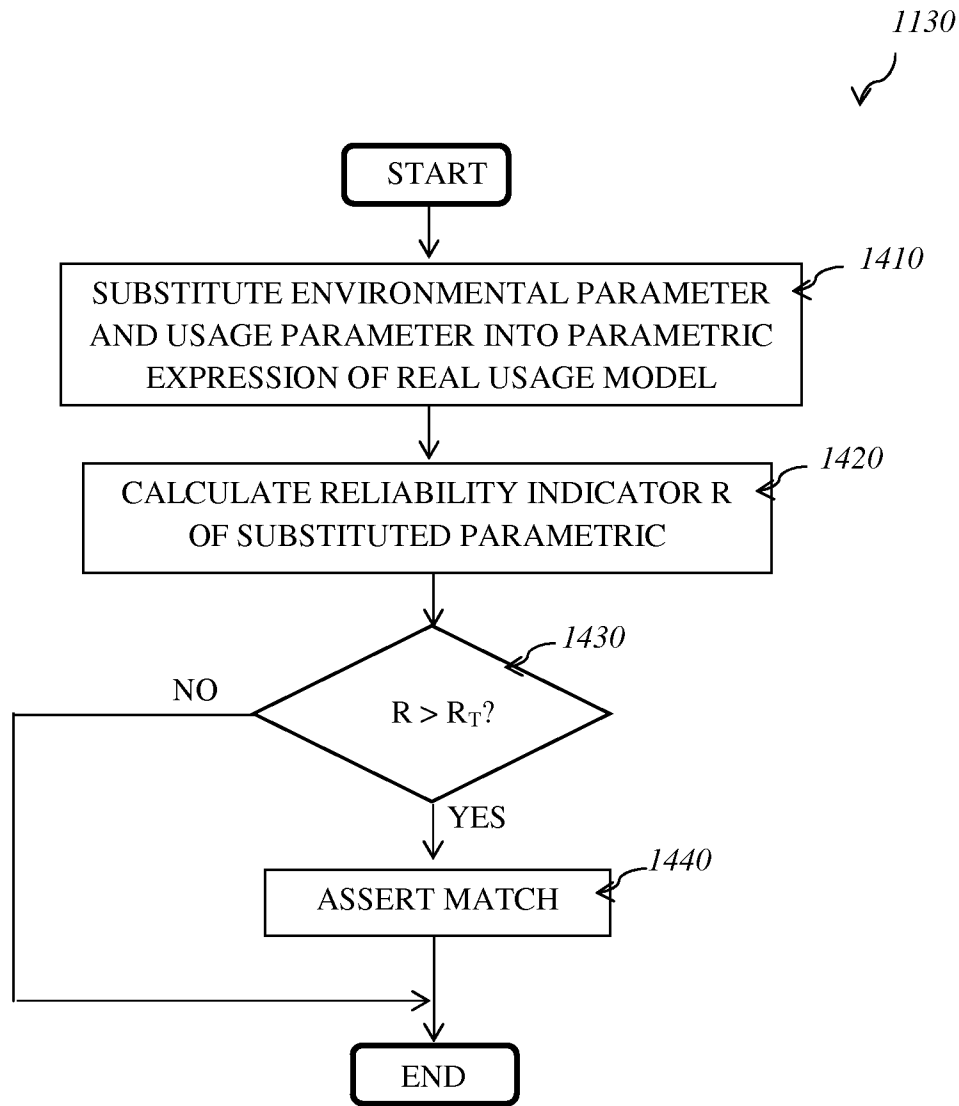 1130
START
1410
SUBSTITUTE ENVIRONMENTAL PARAMETER
AND USAGE PARAMETER INTO PARAMETRIC
EXPRESSION OF REAL USAGE MODEL
1420
CALCULATE RELIABILITY INDICATOR R
OF SUBSTITUTED PARAMETRIC
1430
NO
R > R_T?
YES
1440
ASSERT MATCH
END